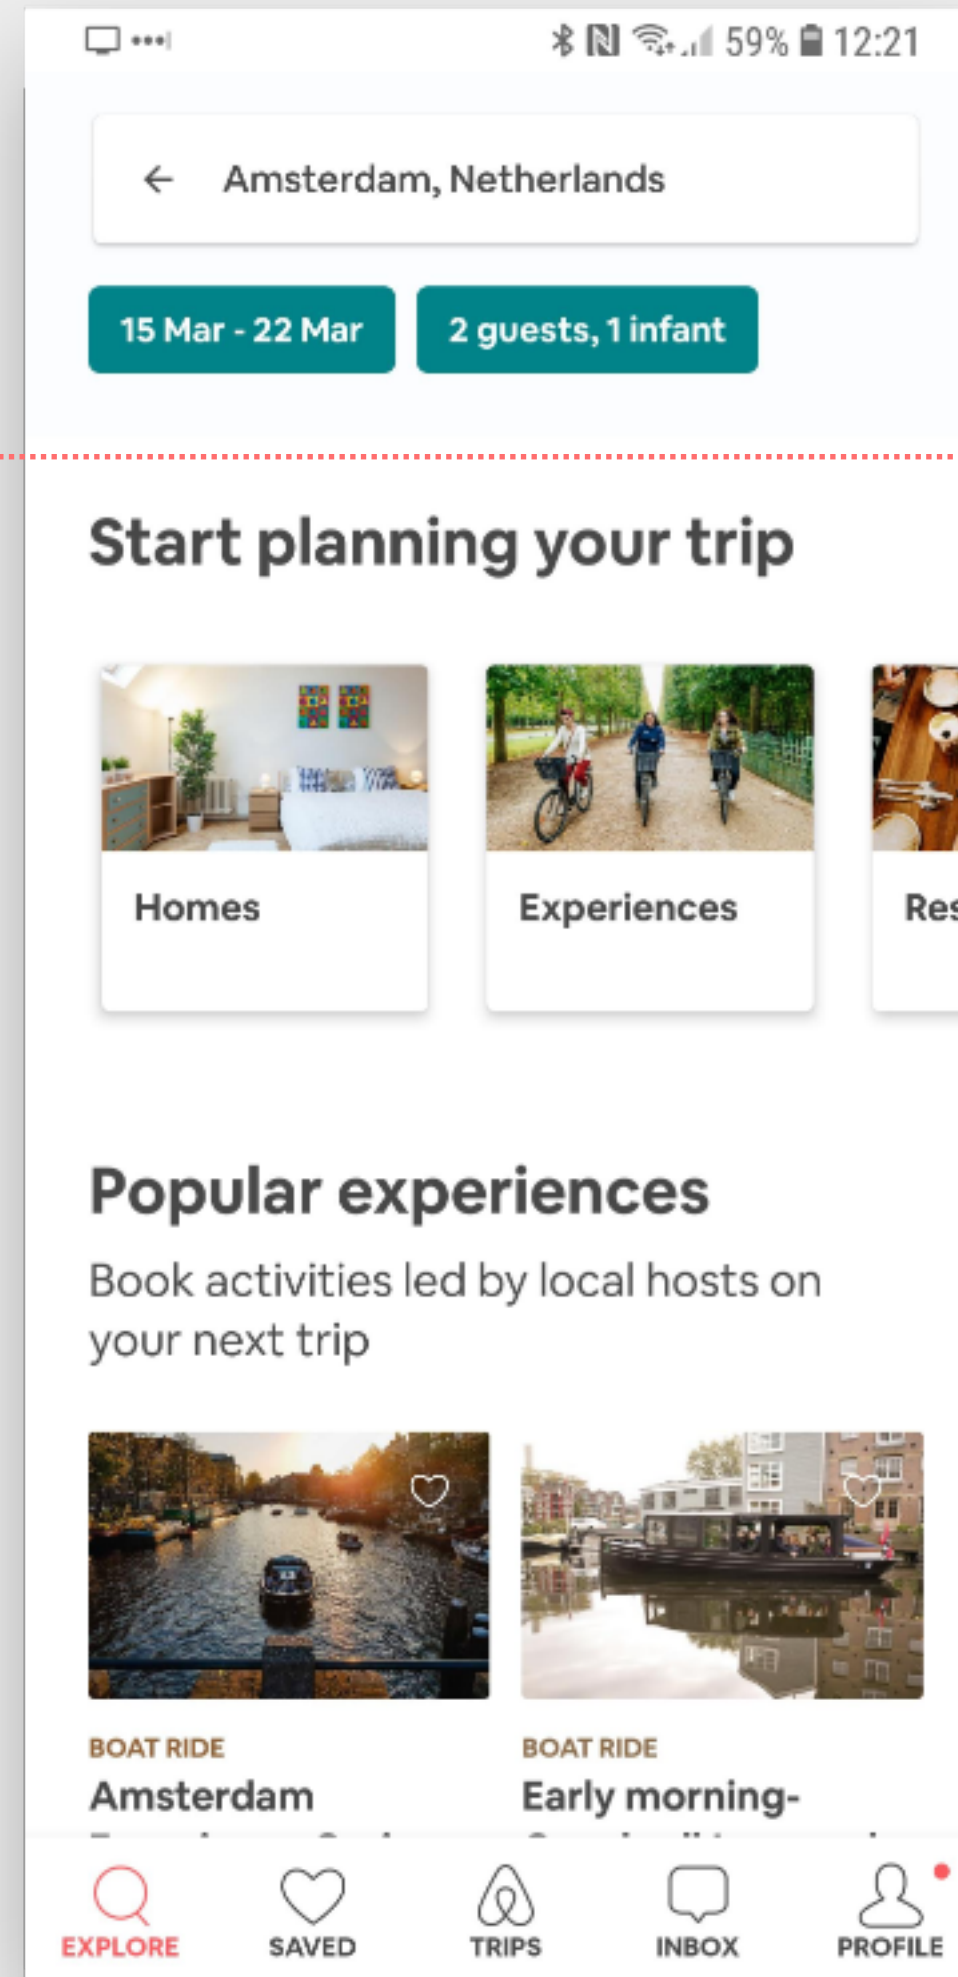 59% 12:21
Amsterdam, Netherlands
15 Mar - 22 Mar
2 guests, 1 infant
Start planning your trip
Homes
Experiences
Res
Popular experiences
Book activities led by local hosts on
your next trip
BOAT RIDE
Amsterdam
BOAT RIDE
Early morning-
EXPLORE
SAVED
TRIPS
INBOX
PROFILE